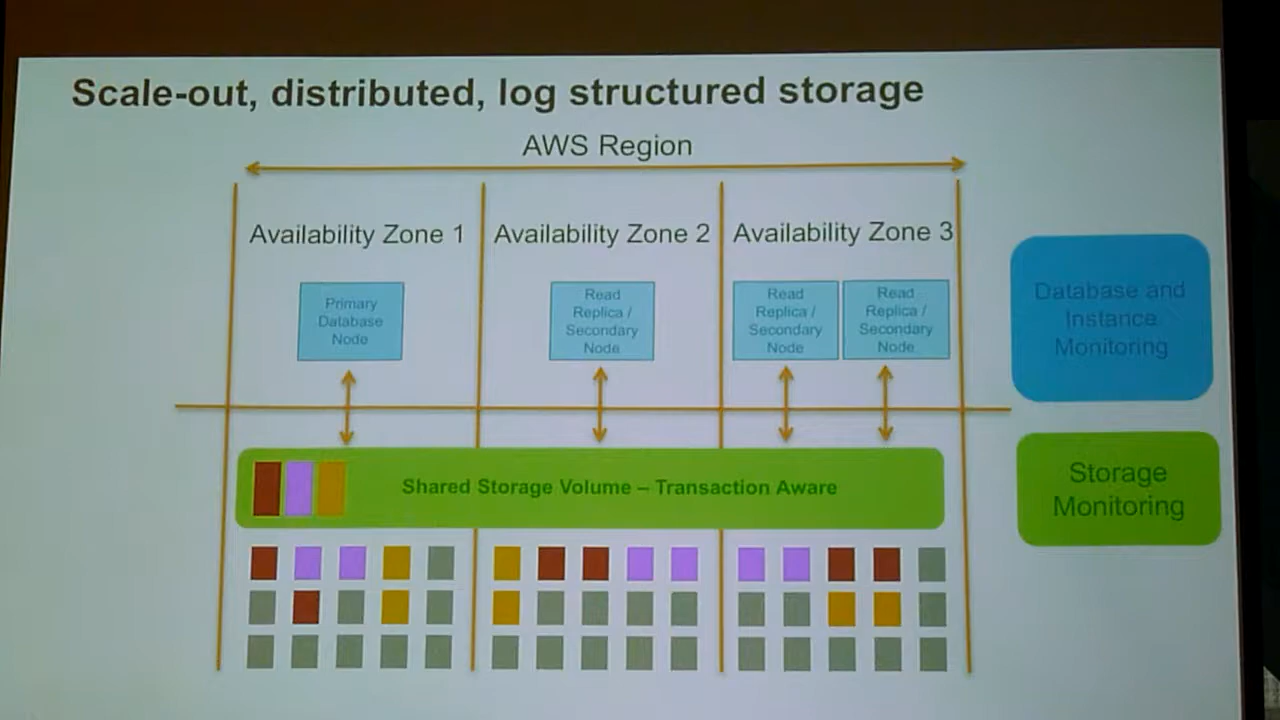 Scale-out, distributed, log structured storage
AWS Region
Availability Zone 1
Availability Zone 2
Availability Zone 3
Primary
Database
Node
Read
Replica /
Secondary
Node
Read
Replica /
Secondary
Node
Read
Replica /
Secondary
Node
Database and
Instance
Monitoring
Shared Storage Volume – Transaction Aware
Storage
Monitoring